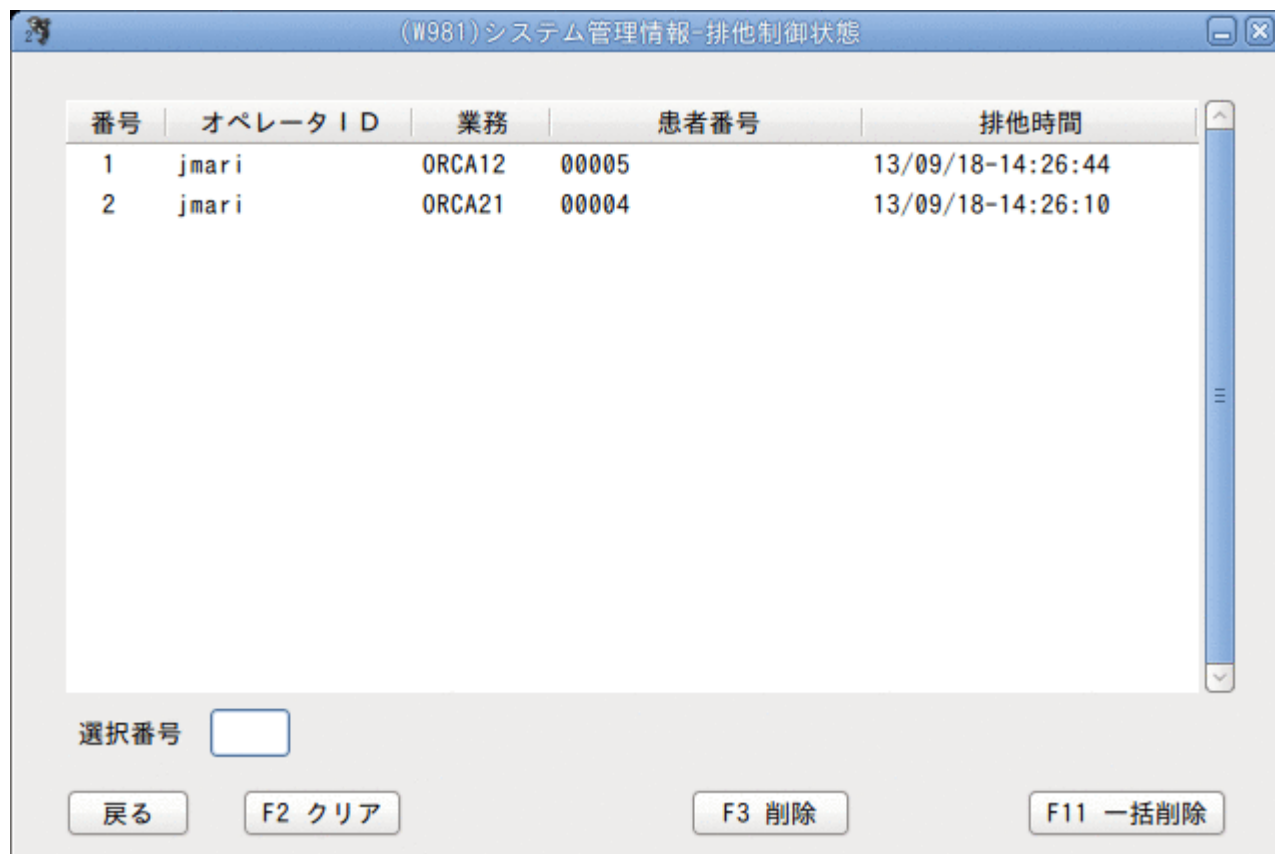 (W981)システム管理情報-排他制御状態
番号 オペレータID 業務 患者番号 排他時間
1 jmari ORCA12 00005 13/09/18-14:26:44
2 jmari ORCA21 00004 13/09/18-14:26:10
選択番号
戻る F2 クリア F3 削除 F11 一括削除